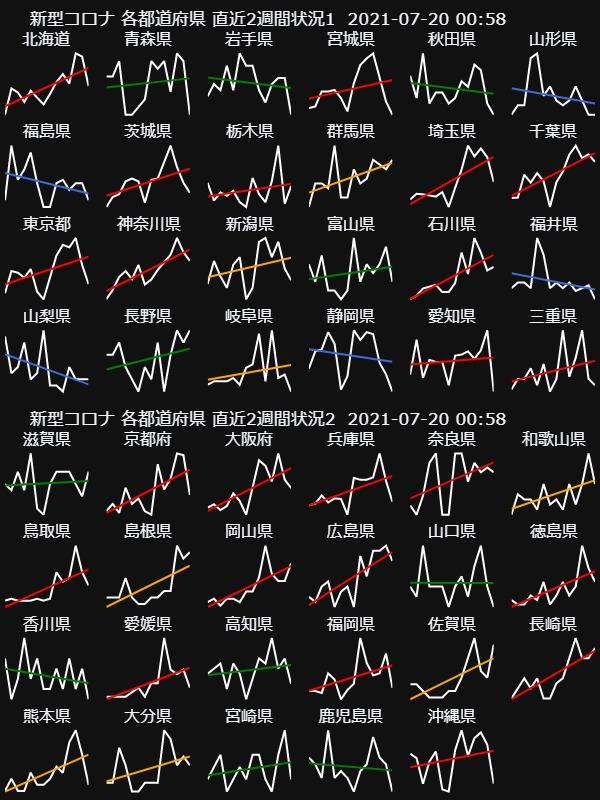 新型コロナ 各都道府県 直近2週間状況1 2021-07-20 00:58
北海道 青森県 岩手県 宮城県 秋田県 山形県
福島県 茨城県 栃木県 群馬県 埼玉県 千葉県
東京都 神奈川県 新潟県 富山県 石川県 福井県
山梨県 長野県 岐阜県 静岡県 愛知県 三重県
新型コロナ 各都道府県 直近2週間状況2 2021-07-20 00:58
滋賀県 京都府 大阪府 兵庫県 奈良県 和歌山県
鳥取県 島根県 岡山県 広島県 山口県 徳島県
香川県 愛媛県 高知県 福岡県 佐賀県 長崎県
熊本県 大分県 宮崎県 鹿児島県 沖縄県